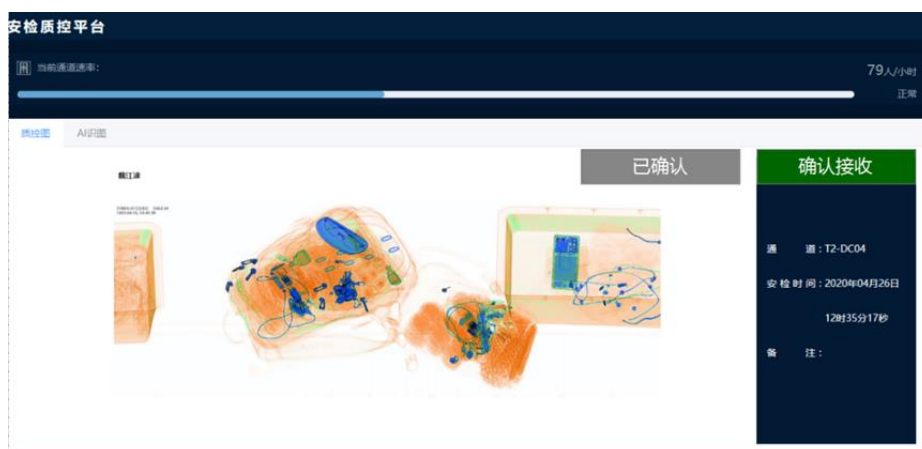 安检质控平台
当前通道速率：
79人/小时
正常
质控图
AI识图
已确认
确认接收
通 道：T2-DC04
安检时间：2020年04月26日
12时35分17秒
备 注：